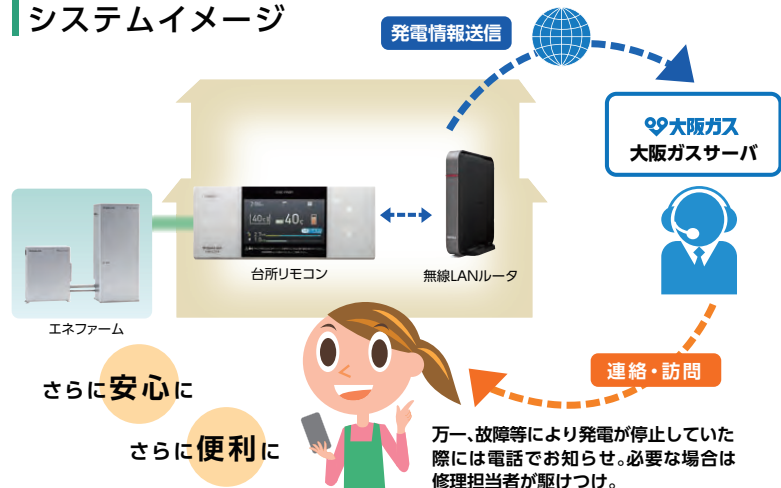 システムイメージ
発電情報送信
大阪ガス
大阪ガスサーバ
40℃
40℃
台所リモコン
無線LANルータ
エネファーム
さらに安心に
さらに便利に
連絡・訪問
万一、故障等により発電が停止していた
際には電話でお知らせ。必要な場合は
修理担当者が駆けつけ。